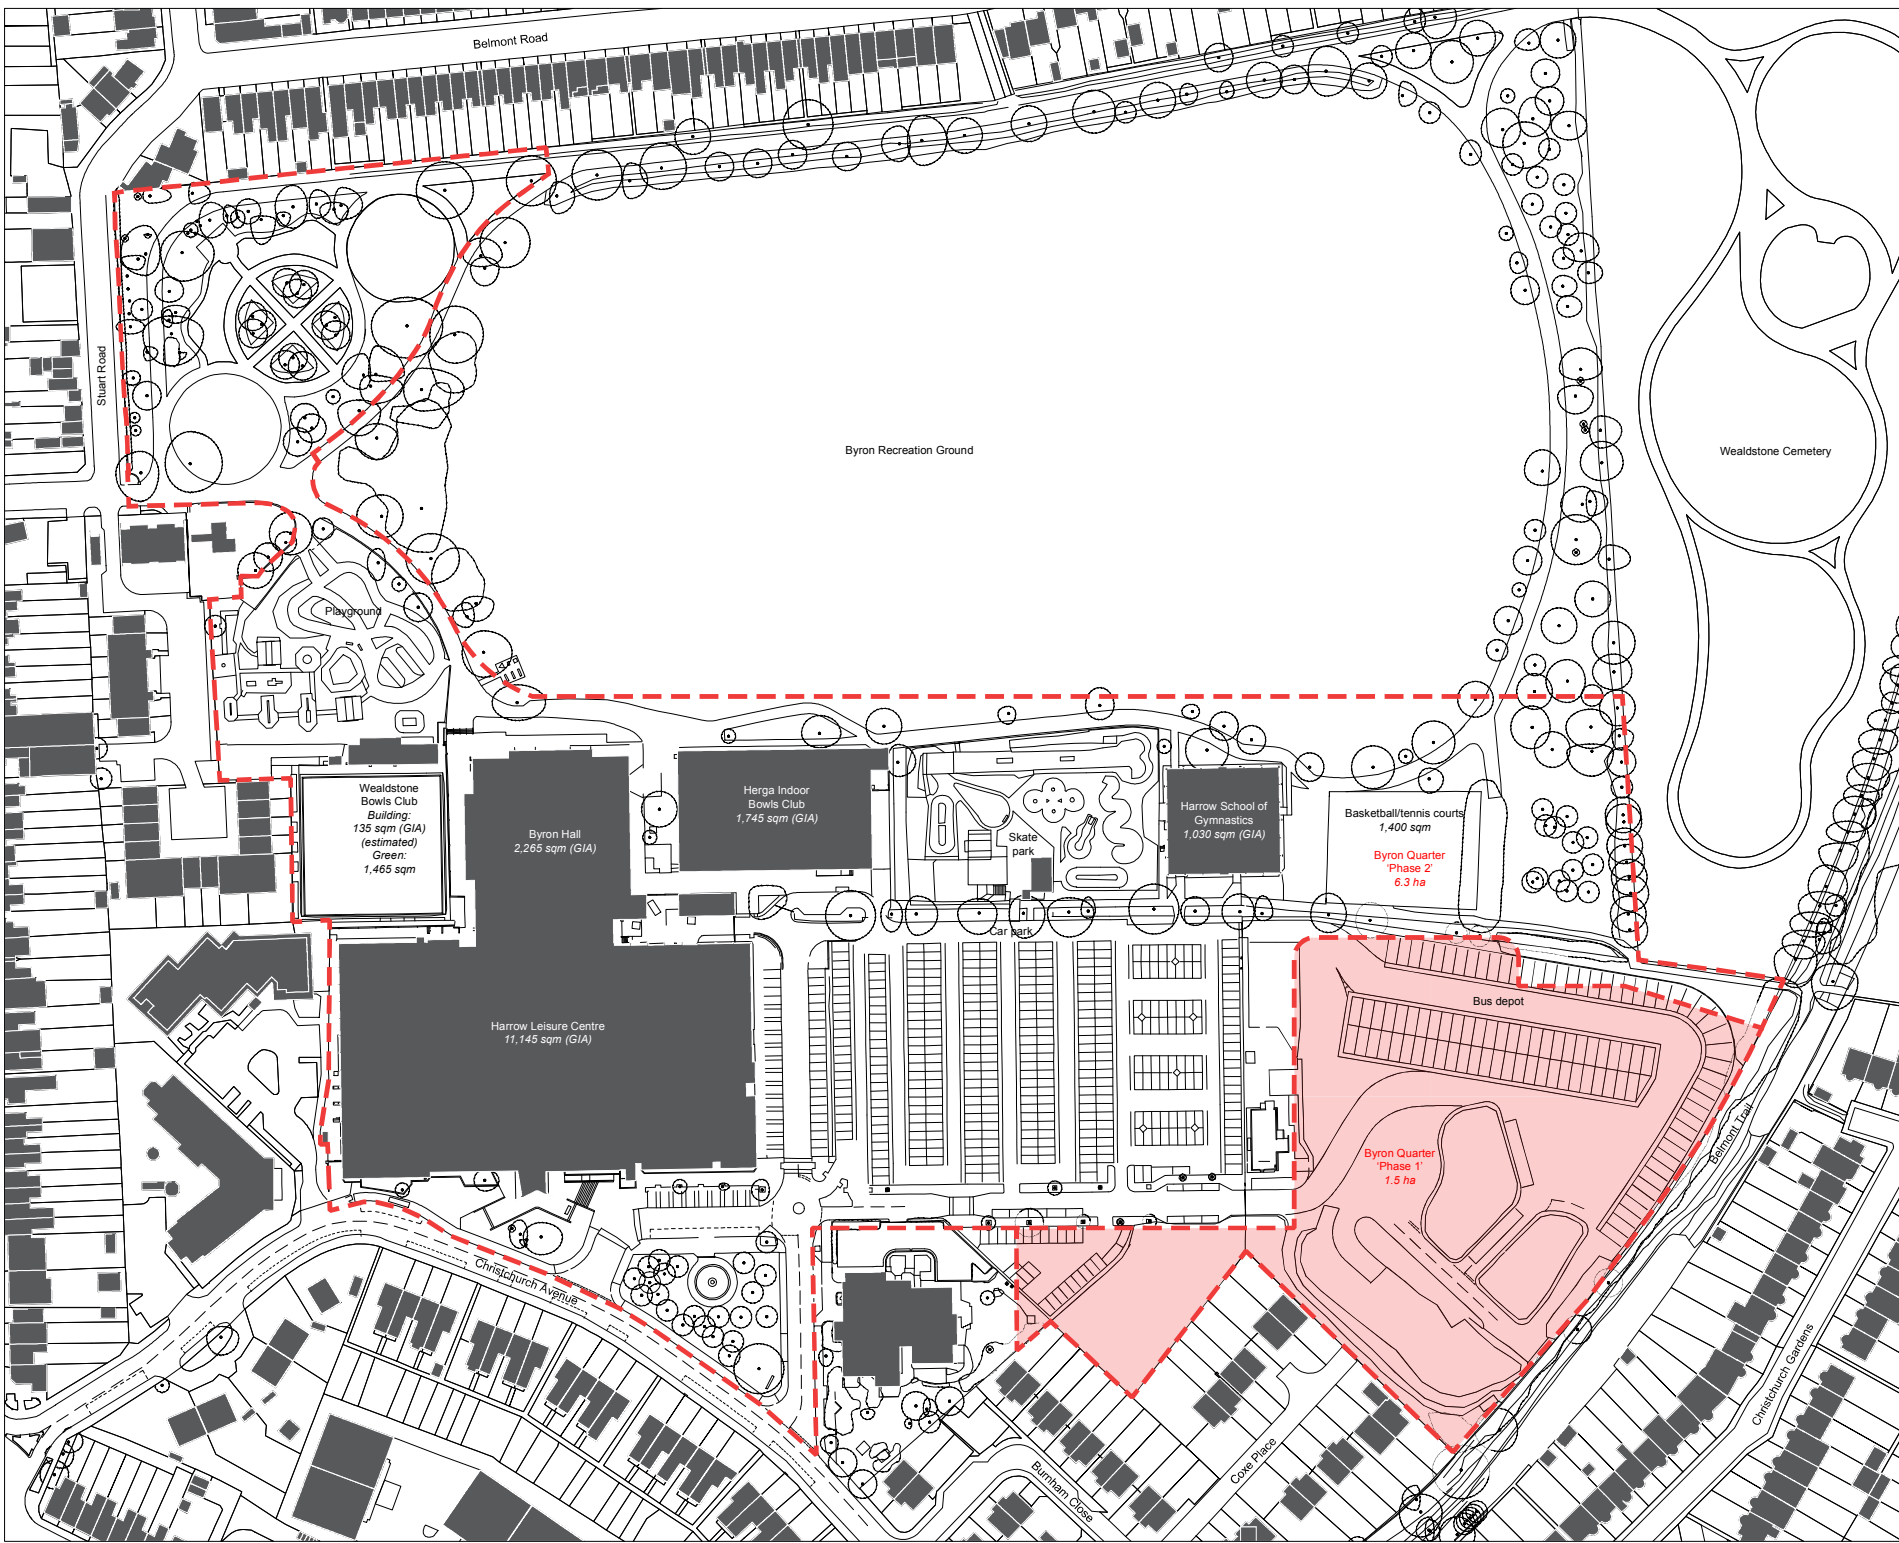 Belmont Road
Stuart Road
Byron Recreation Ground
Wealdstone Cemetery
Playground
Wealdstone
Bowls Club
Building:
135 sqm (GIA)
(estimated)
Green:
1,465 sqm
Byron Hall
2,265 sqm (GIA)
Herga Indoor
Bowls Club
1,745 sqm (GIA)
Skate
park
Harrow School of
Gymnastics
1,030 sqm (GIA)
Basketball/tennis courts
1,400 sqm
Byron Quarter
'Phase 2'
6.3 ha
Car park
Harrow Leisure Centre
11,145 sqm (GIA)
Bus depot
Byron Quarter
'Phase 1'
1.5 ha
Belmont Trail
Christchurch Avenue
Christchurch Gardens
Coxe Place
Burnham Close